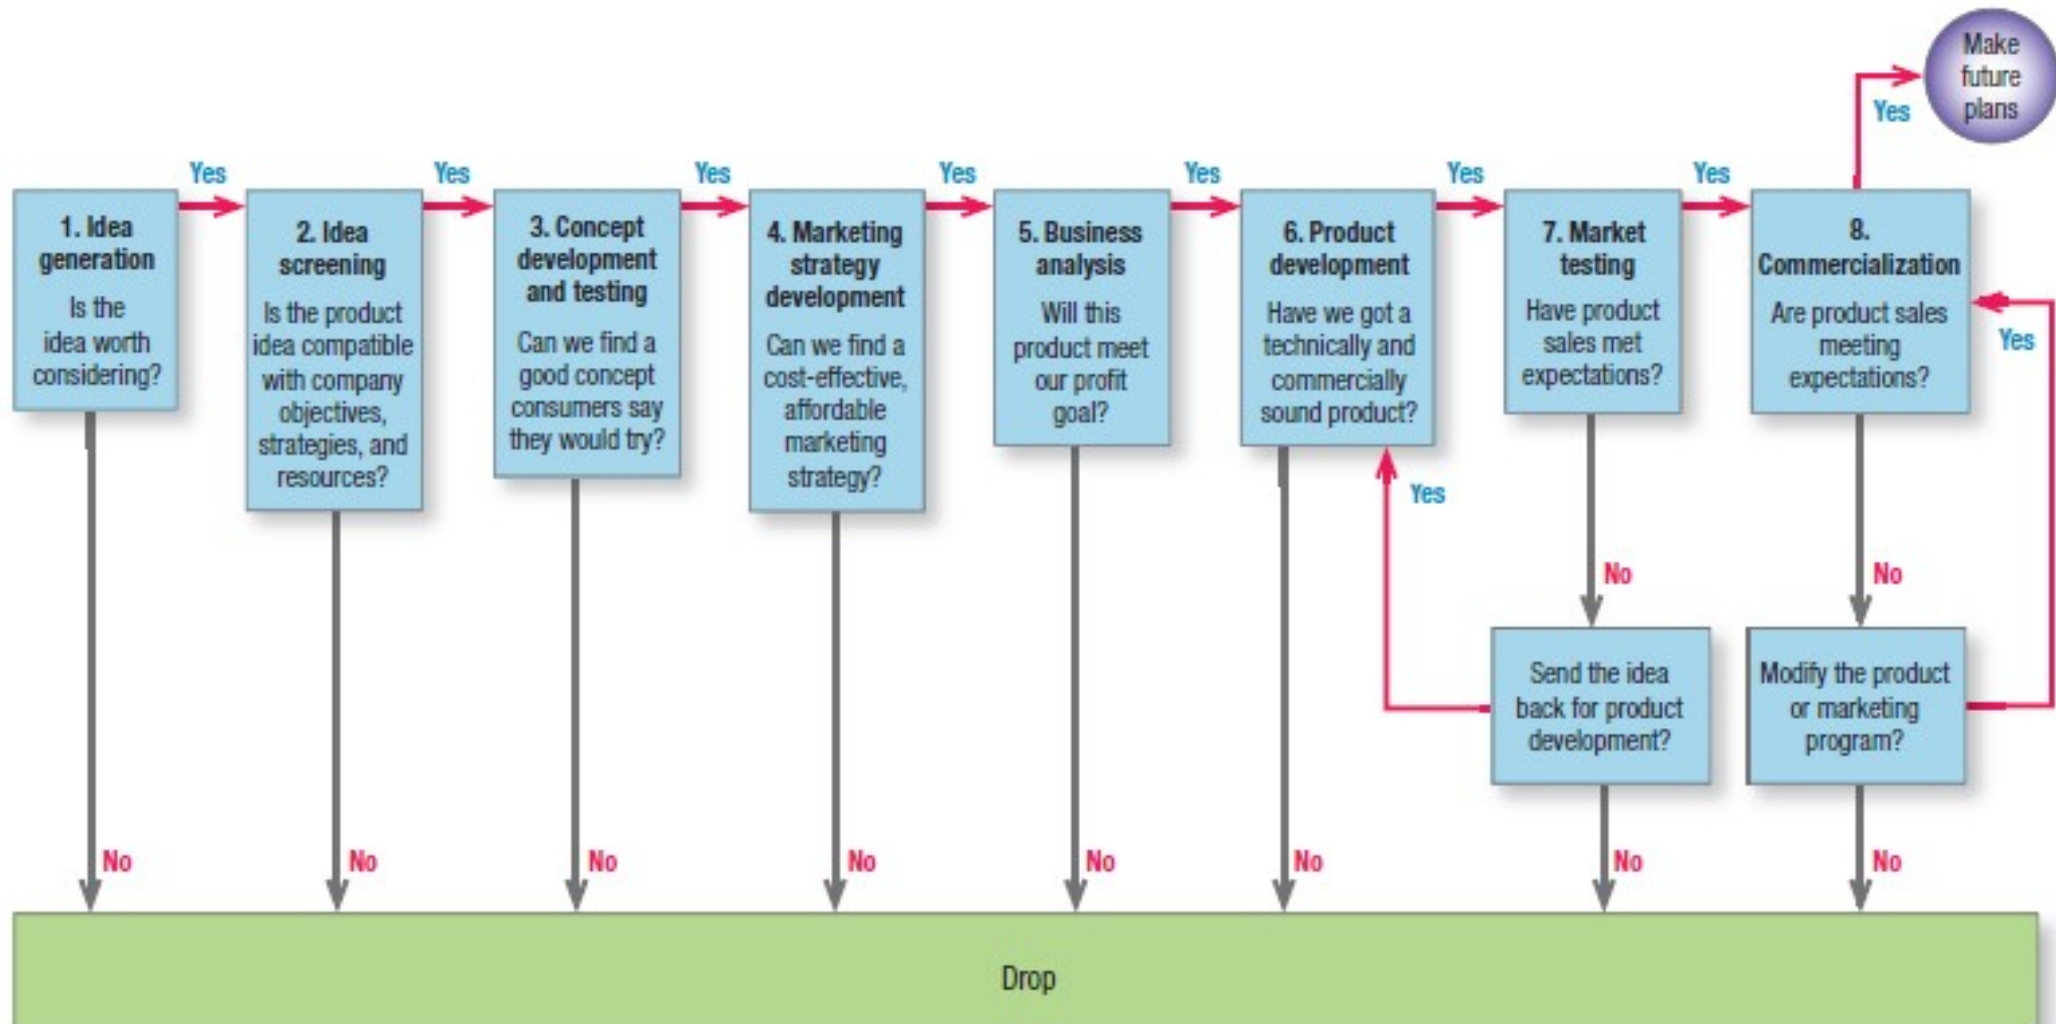 Make
future
plans
Yes
Yes
Yes
Yes
Yes
Yes
Yes
Yes
1. Idea
generation
Is the
idea worth
considering?
2. Idea
screening
Is the product
idea compatible
with company
objectives,
strategies, and
resources?
3. Concept
development
and testing
Can we find a
good concept
consumers say
they would try?
4. Marketing
strategy
development
Can we find a
cost-effective,
affordable
marketing
strategy?
5. Business
analysis
Will this
product meet
our profit
goal?
6. Product
development
Have we got a
technically and
commercially
sound product?
7. Market
testing
Have product
sales met
expectations?
8.
Commercialization
Are product sales
meeting
expectations?
Yes
Yes
No
No
Send the idea
back for product
development?
Modify the product
or marketing
program?
No
No
No
No
No
No
No
No
Drop